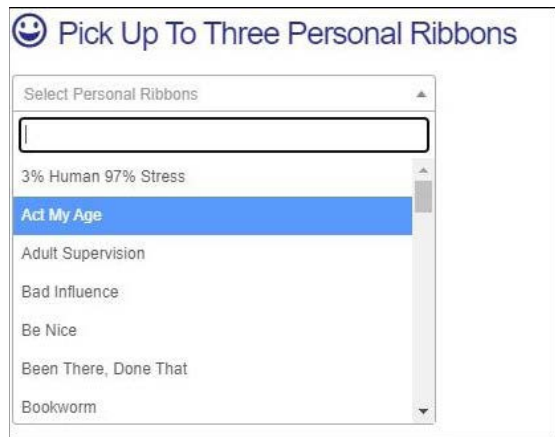 Pick Up To Three Personal Ribbons
Select Personal Ribbons
3% Human 97% Stress
Act My Age
Adult Supervision
Bad Influence
Be Nice
Been There, Done That
Bookworm